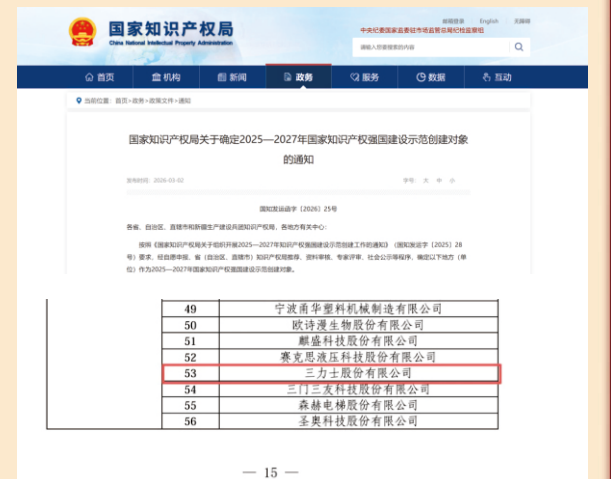 邮箱登录 English 无障碍
国家知识产权局
China National Intellectual Property Administration
中央纪委国家监委驻市场监管总局纪检监察组
请输入您要搜索的内容
首页 机构 新闻 政务 服务 数据 互动
当前位置：首页>政务>政策文件>通知
国家知识产权局关于确定2025—2027年国家知识产权强国建设示范创建对象
的通知
发布时间：2026-03-02 字号：大 中 小
国知发运函字〔2026〕25号
各省、自治区、直辖市和新疆生产建设兵团知识产权局，各地方有关中心：
按照《国家知识产权局关于组织开展2025—2027年知识产权强国建设示范创建工作的通知》（国知发运字〔2025〕28
号）要求，经自愿申报、省（自治区、直辖市）知识产权局推荐、资料审核、专家评审、社会公示等程序，确定以下地方（单
位）作为2025—2027年国家知识产权强国建设示范创建对象。
49 宁波甬华塑料机械制造有限公司
50 欧诗漫生物股份有限公司
51 麒盛科技股份有限公司
52 赛克思液压科技股份有限公司
53 三力士股份有限公司
54 三门三友科技股份有限公司
55 森赫电梯股份有限公司
56 圣奥科技股份有限公司
— 15 —